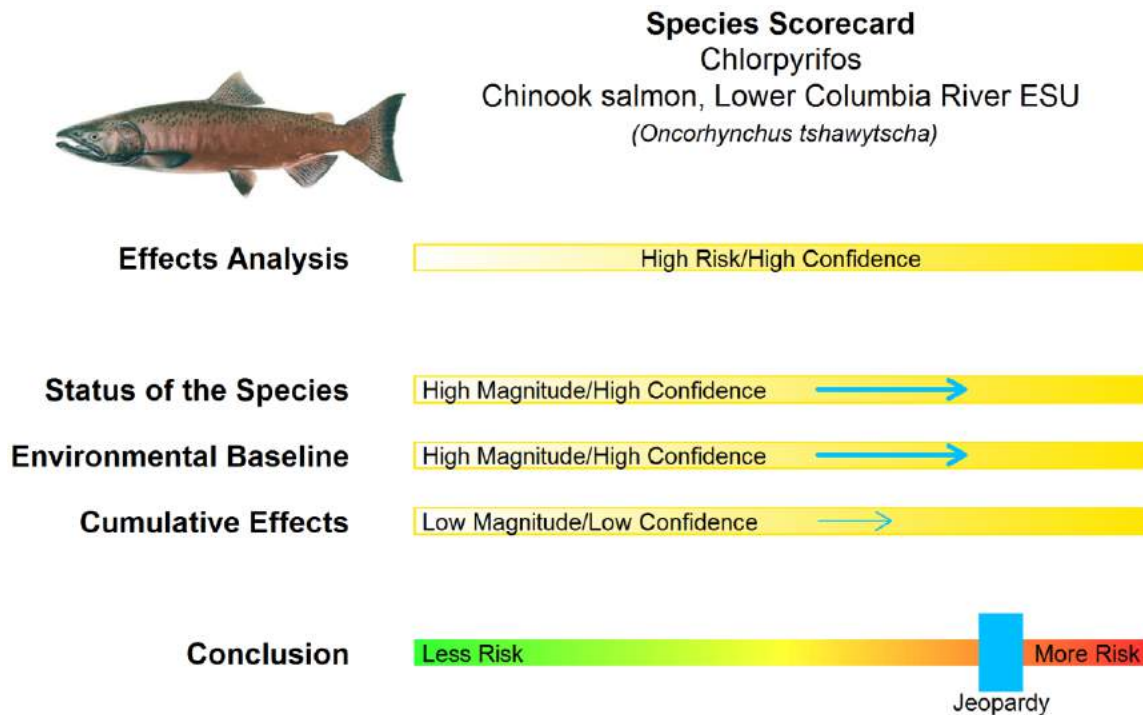 Species Scorecard
Chlorpyrifos
Chinook salmon, Lower Columbia River ESU
(Oncorhynchus tshawytscha)
Effects Analysis
High Risk/High Confidence
Status of the Species
High Magnitude/High Confidence
Environmental Baseline
High Magnitude/High Confidence
Cumulative Effects
Low Magnitude/Low Confidence
Conclusion
Less Risk
More Risk
Jeopardy